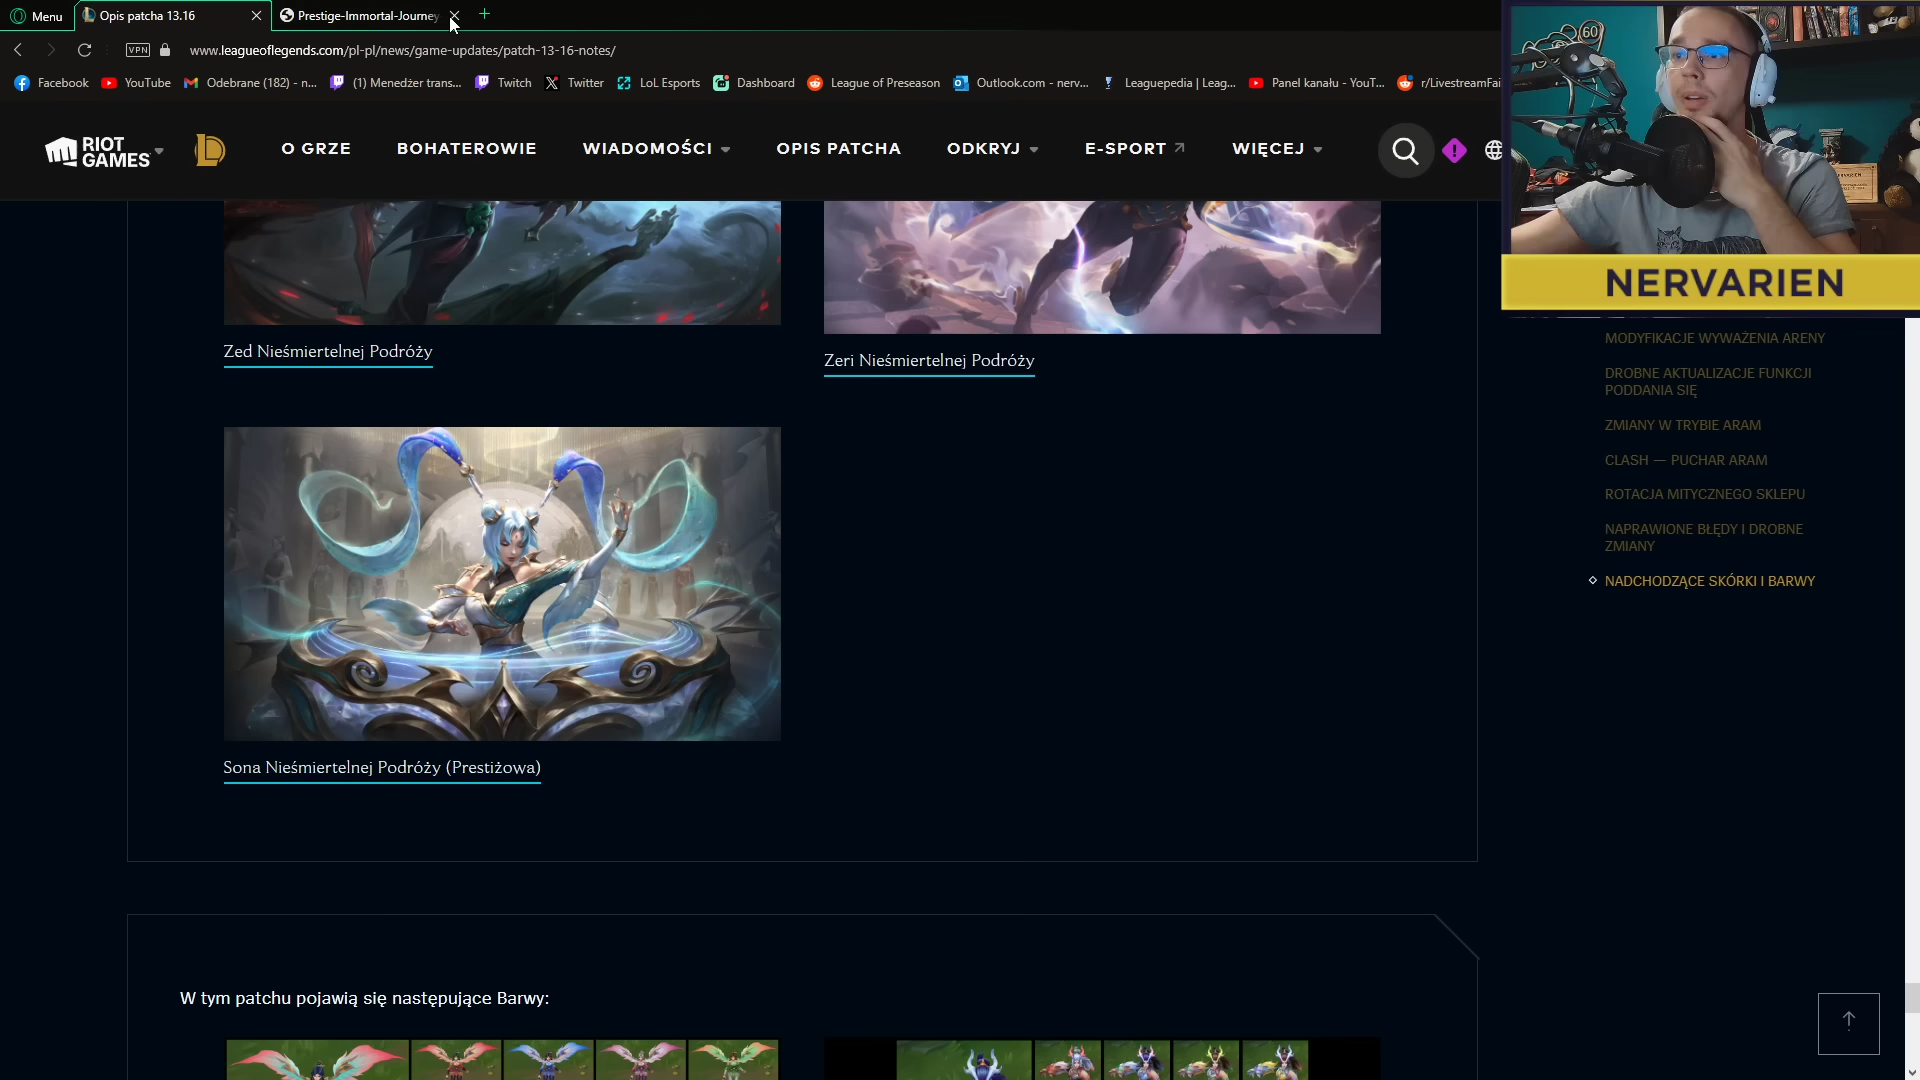 Menu
Opis patcha 13.16
Prestige-Immortal-Journey
VPN
www.leagueoflegends.com/pl-pl/news/game-updates/patch-13-16-notes/
Facebook
YouTube
Odebrane (182) - n...
(1) Menedżer trans...
Twitch
Twitter
LoL Esports
Dashboard
League of Preseason
Outlook.com - nerv...
Leaguepedia | Leag...
Panel kanału - YouT...
r/LivestreamFai
RIOT
GAMES
O GRZE
BOHATEROWIE
WIADOMOŚCI
OPIS PATCHA
ODKRYJ
E-SPORT
WIĘCEJ
60
NERVARIEN
Zed Nieśmiertelnej Podróży
Zeri Nieśmiertelnej Podróży
Sona Nieśmiertelnej Podróży (Prestiżowa)
MODYFIKACJE WYWAŻENIA ARENY
DROBNE AKTUALIZACJE FUNKCJI
PODDANIA SIĘ
ZMIANY W TRYBIE ARAM
CLASH — PUCHAR ARAM
ROTACJA MITYCZNEGO SKLEPU
NAPRAWIONE BŁĘDY I DROBNE
ZMIANY
NADCHODZĄCE SKÓRKI I BARWY
W tym patchu pojawią się następujące Barwy: